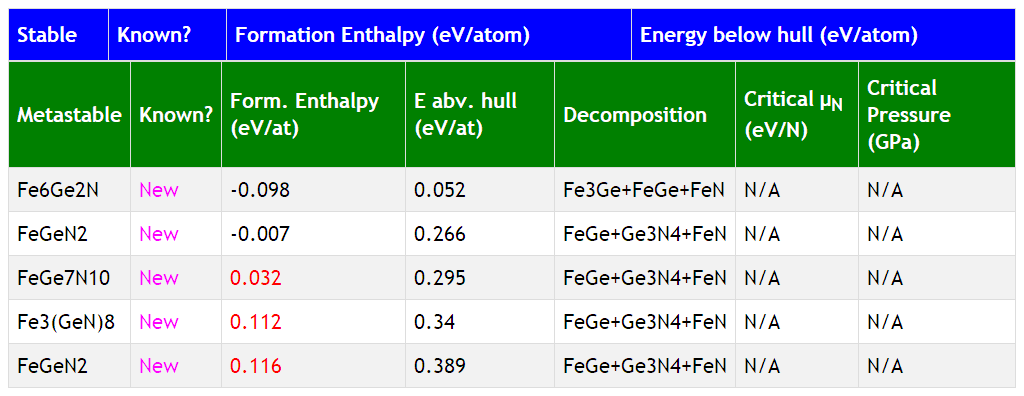 Stable Known? Formation Enthalpy (eV/atom) Energy below hull (eV/atom)
Metastable Known? Form. Enthalpy (eV/at) E abv. hull (eV/at) Decomposition Critical μN (eV/N) Critical Pressure (GPa)
Fe6Ge2N New -0.098 0.052 Fe3Ge+FeGe+FeN N/A N/A
FeGeN2 New -0.007 0.266 FeGe+Ge3N4+FeN N/A N/A
FeGe7N10 New 0.032 0.295 FeGe+Ge3N4+FeN N/A N/A
Fe3(GeN)8 New 0.112 0.34 FeGe+Ge3N4+FeN N/A N/A
FeGeN2 New 0.116 0.389 FeGe+Ge3N4+FeN N/A N/A